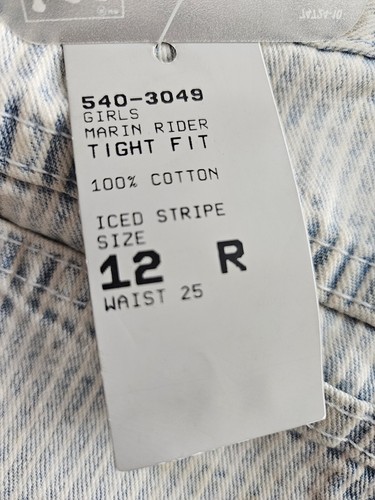 540-3049
GIRLS
MARIN RIDER
TIGHT FIT
100% COTTON
ICED STRIPE
SIZE
12 R
WAIST 25